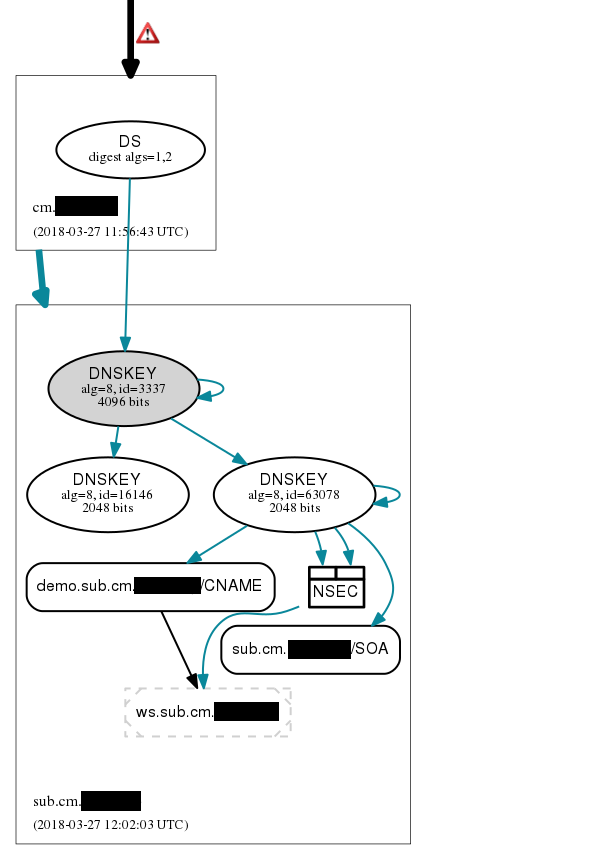 DS
digest algs=1,2
cm.
(2018-03-27 11:56:43 UTC)
DNSKEY
alg=8, id=3337
4096 bits
DNSKEY
alg=8, id=16146
2048 bits
DNSKEY
alg=8, id=63078
2048 bits
demo.sub.cm. /CNAME
NSEC
sub.cm. /SOA
ws.sub.cm.
sub.cm.
(2018-03-27 12:02:03 UTC)